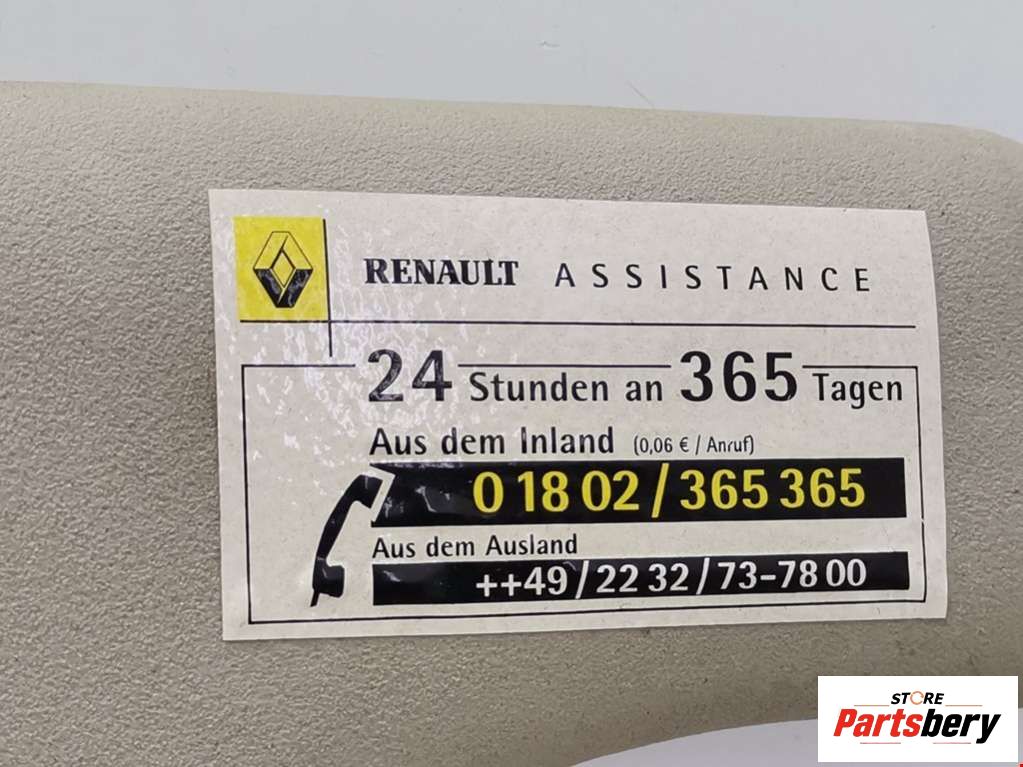 RENAULT ASSISTANCE
24 Stunden an 365 Tagen
Aus dem Inland (0,06 € / Anruf)
0 18 02 / 365 365
Aus dem Ausland
++49 / 22 32 / 73-78 00
STORE
Partsbery